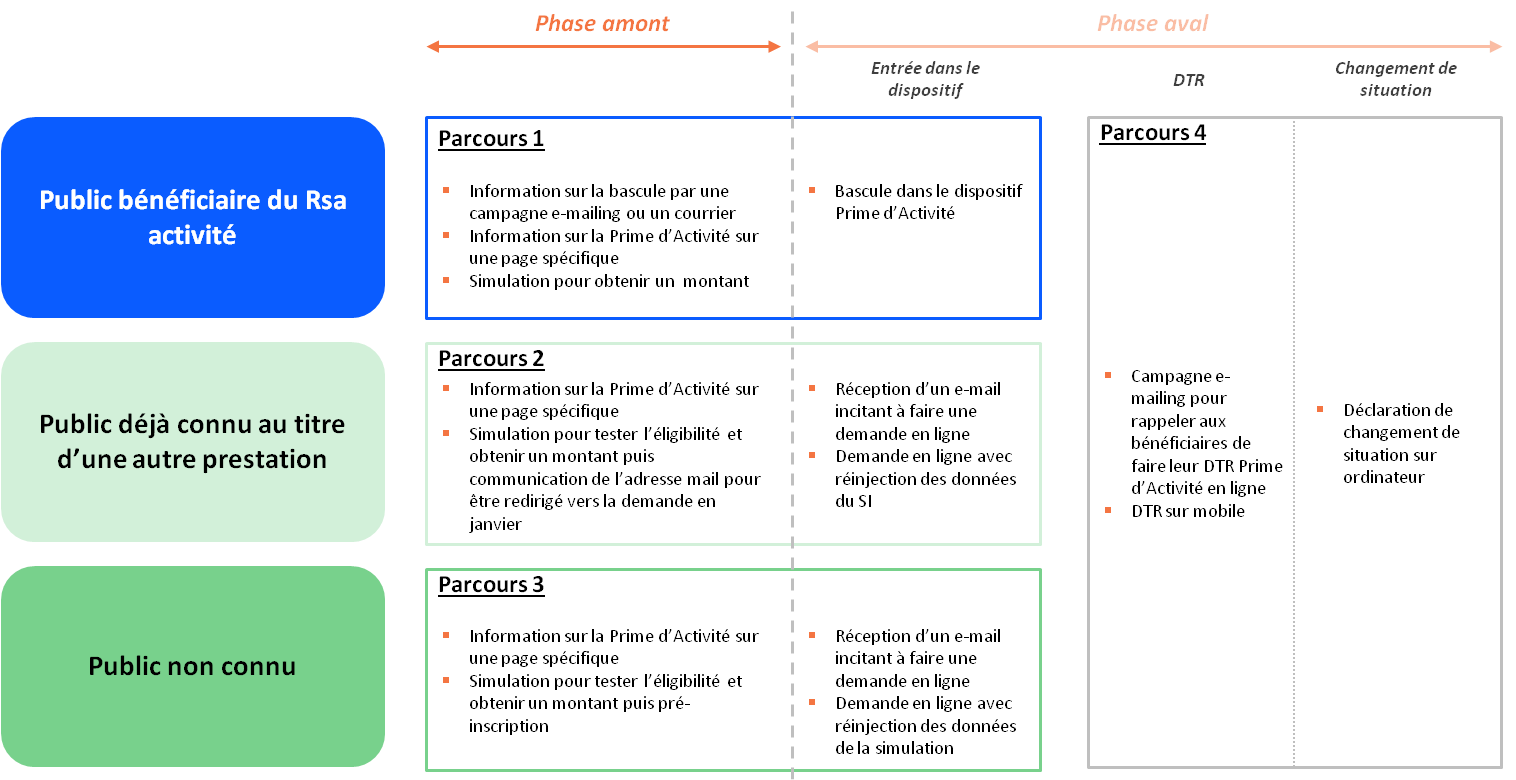 Phase amont
Phase aval
Entrée dans le
dispositif
DTR
Changement de
situation
Public bénéficiaire du Rsa
activité
Parcours 1
Information sur la bascule par une
campagne e-mailing ou un courrier
Information sur la Prime d’Activité sur
une page spécifique
Simulation pour obtenir un montant
Bascule dans le dispositif
Prime d’Activité
Public déjà connu au titre
d’une autre prestation
Parcours 2
Information sur la Prime d’Activité sur
une page spécifique
Simulation pour tester l’éligibilité et
obtenir un montant puis
communication de l’adresse mail pour
être redirigé vers la demande en
janvier
Réception d’un e-mail
incitant à faire une
demande en ligne
Demande en ligne avec
réinjection des données
du SI
Public non connu
Parcours 3
Information sur la Prime d’Activité sur
une page spécifique
Simulation pour tester l’éligibilité et
obtenir un montant puis pré-
inscription
Réception d’un e-mail
incitant à faire une
demande en ligne
Demande en ligne avec
réinjection des données
de la simulation
Parcours 4
Campagne e-
mailing pour
rappeler aux
bénéficiaires de
faire leur DTR Prime
d’Activité en ligne
DTR sur mobile
Déclaration de
changement de
situation sur
ordinateur